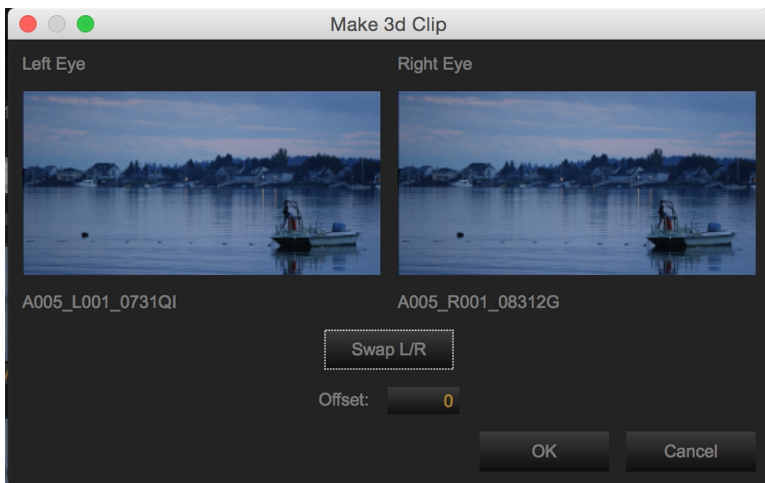 Make 3d Clip
Left Eye
Right Eye
A005_L001_0731QI
A005_R001_08312G
Swap L/R
Offset: 0
OK
Cancel